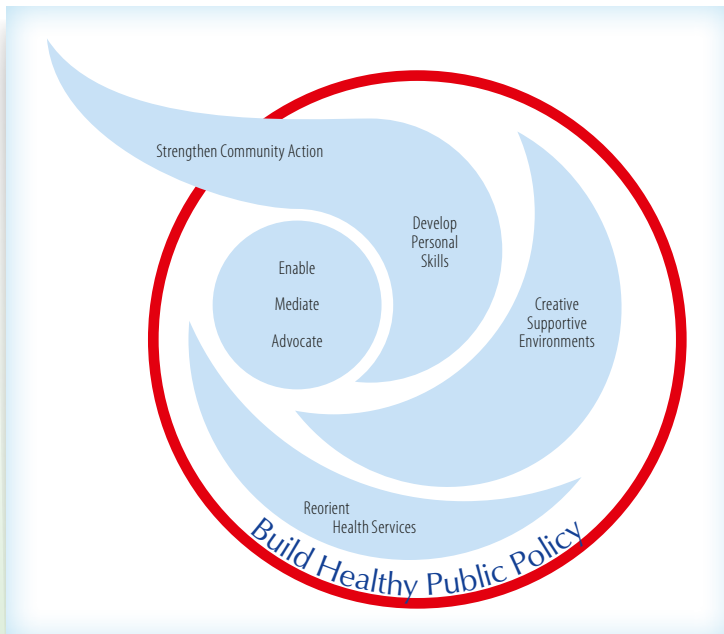 Strengthen Community Action
Develop
Personal
Skills
Enable
Mediate
Advocate
Creative
Supportive
Environments
Reorient
Health Services
Build Healthy Public Policy